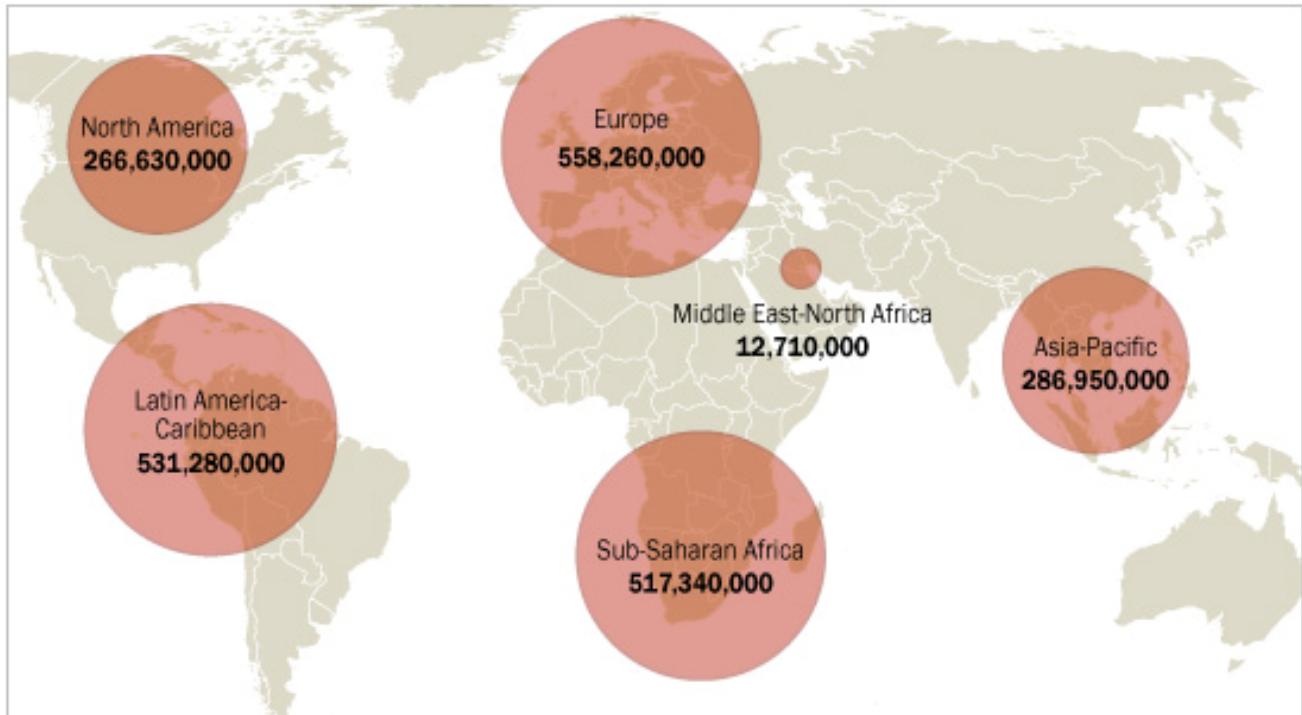 North America
266,630,000
Europe
558,260,000
Middle East-North Africa
12,710,000
Asia-Pacific
286,950,000
Latin America-
Caribbean
531,280,000
Sub-Saharan Africa
517,340,000